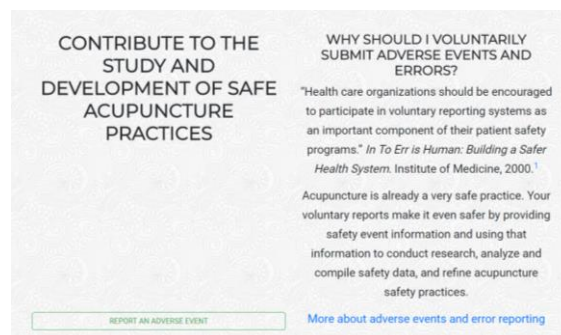 CONTRIBUTE TO THE
STUDY AND
DEVELOPMENT OF SAFE
ACUPUNCTURE
PRACTICES
REPORT AN ADVERSE EVENT
WHY SHOULD I VOLUNTARILY
SUBMIT ADVERSE EVENTS AND
ERRORS?
"Health care organizations should be encouraged
to participate in voluntary reporting systems as
an important component of their patient safety
programs." In To Err is Human: Building a Safer
Health System. Institute of Medicine, 2000.1
Acupuncture is already a very safe practice. Your
voluntary reports make it even safer by providing
safety event information and using that
information to conduct research, analyze and
compile safety data, and refine acupuncture
safety practices.
More about adverse events and error reporting